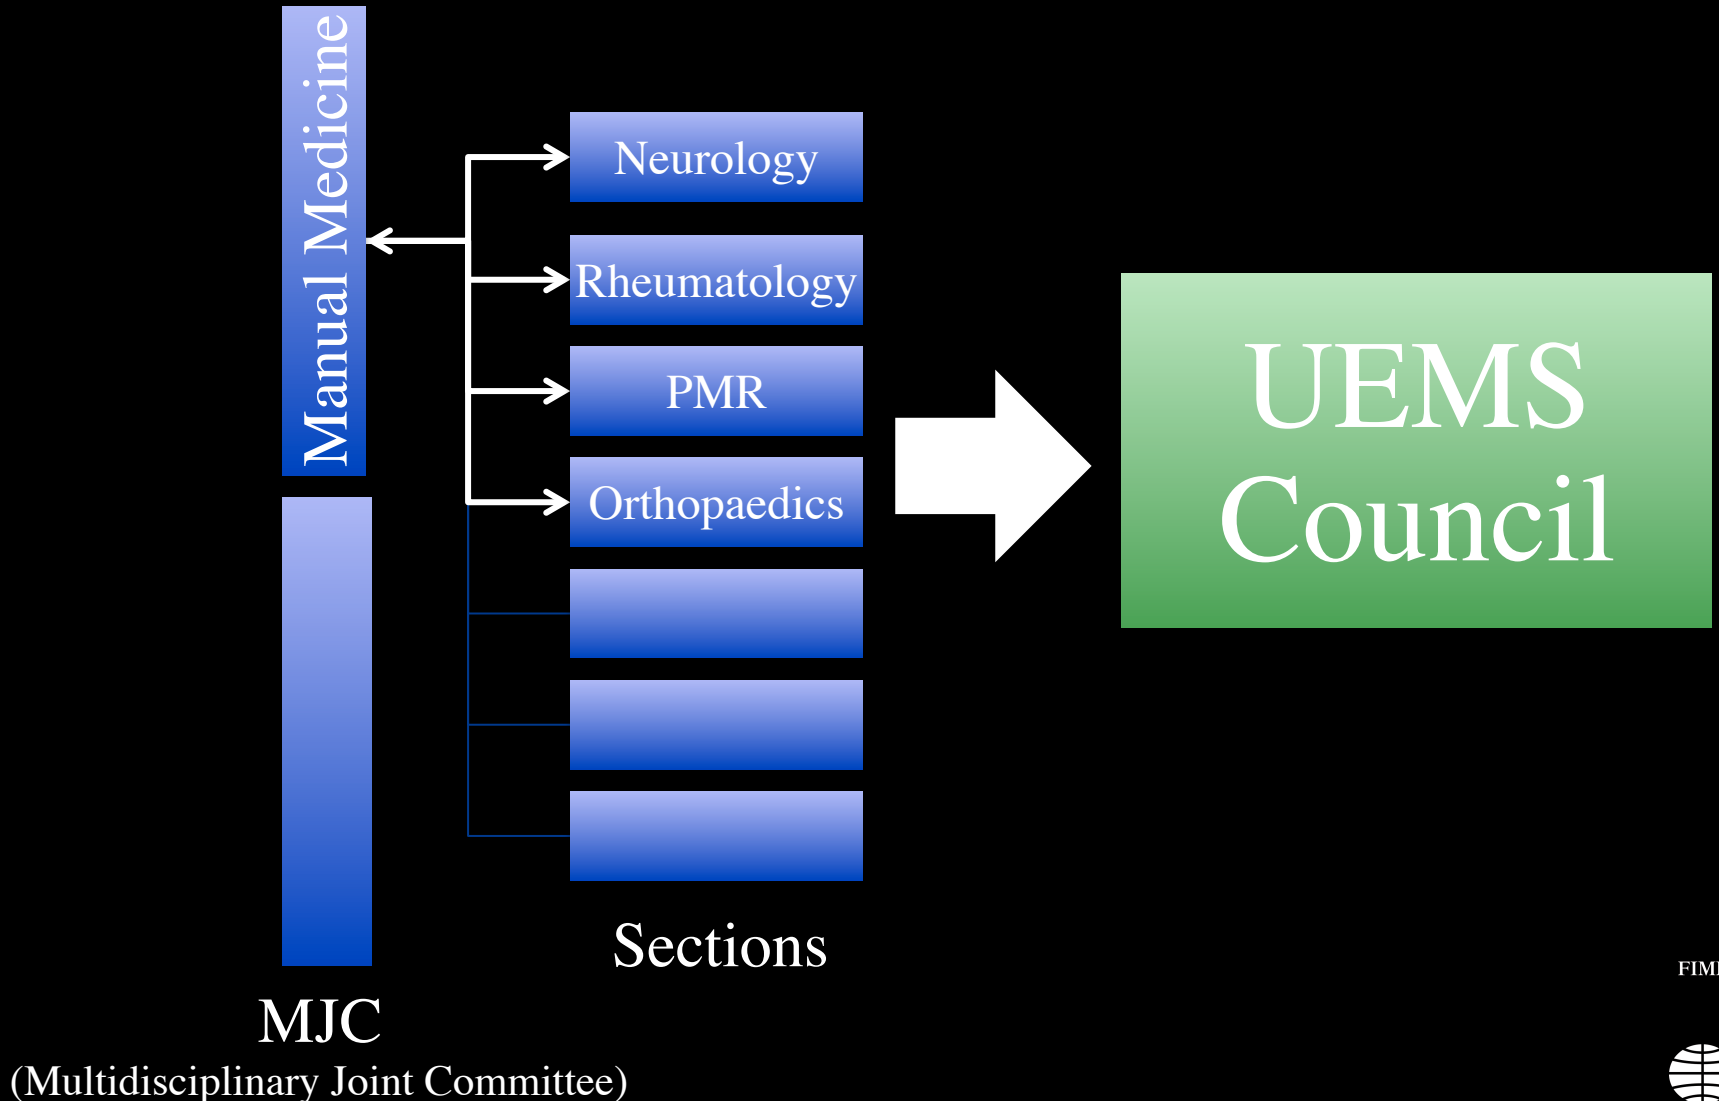 Manual Medicine
Neurology
Rheumatology
PMR
Orthopaedics
UEMS
Council
Sections
MJC
(Multidisciplinary Joint Committee)